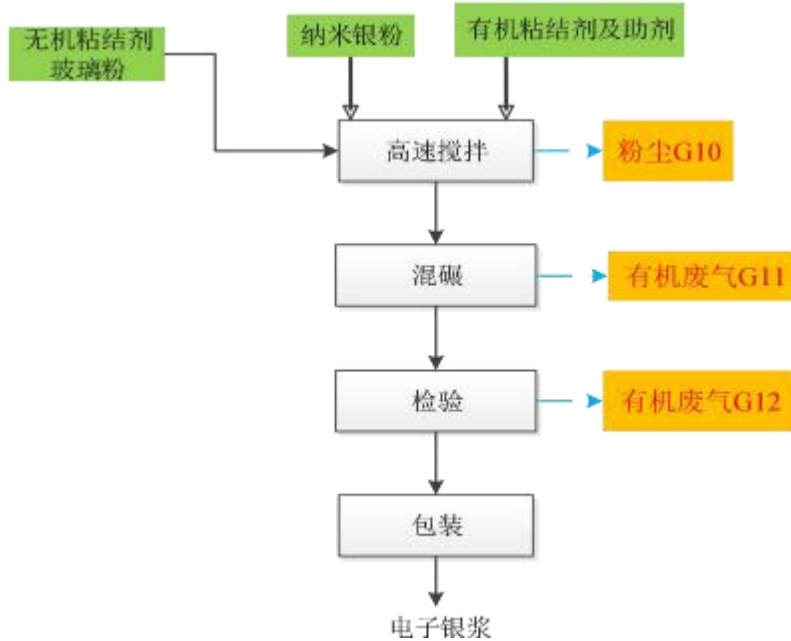 无机粘结剂
玻璃粉
纳米银粉
有机粘结剂及助剂
高速搅拌
粉尘G10
混碾
有机废气G11
检验
有机废气G12
包装
电子银浆